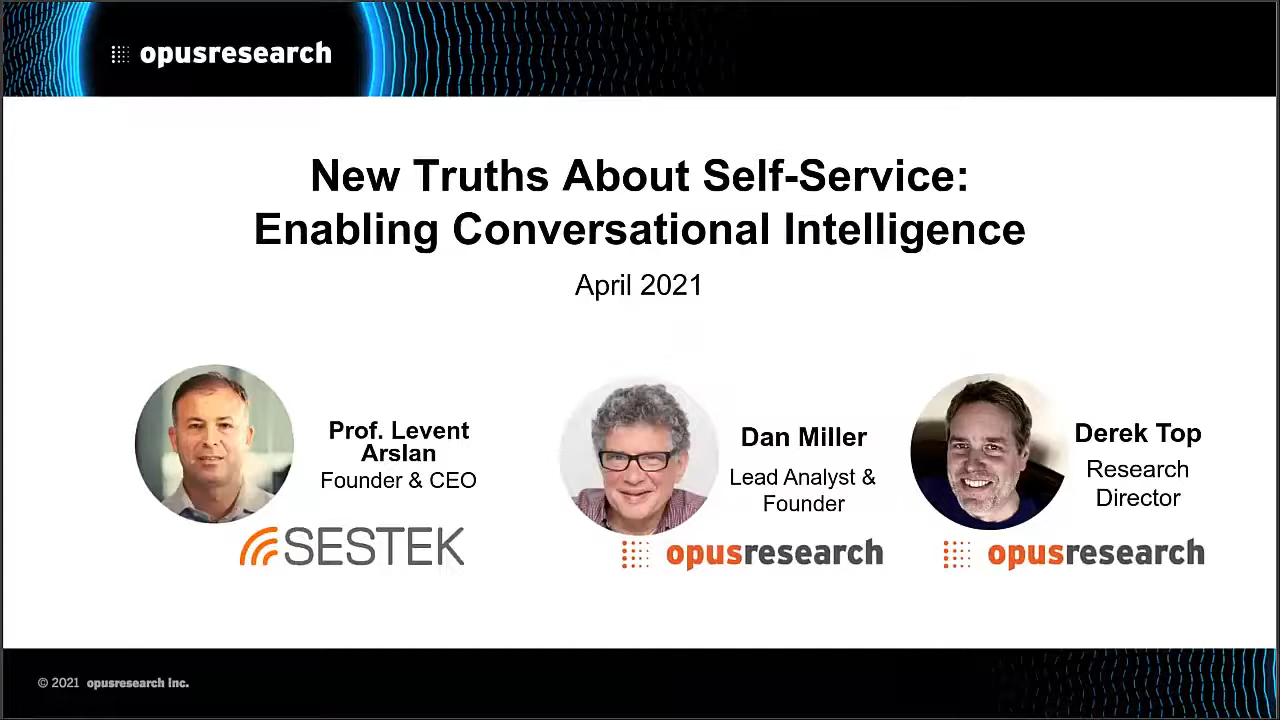 opusresearch
New Truths About Self-Service:
Enabling Conversational Intelligence
April 2021
Prof. Levent
Arslan
Founder & CEO
SESTEK
Dan Miller
Lead Analyst &
Founder
opusresearch
Derek Top
Research
Director
opusresearch
© 2021 opusresearch Inc.